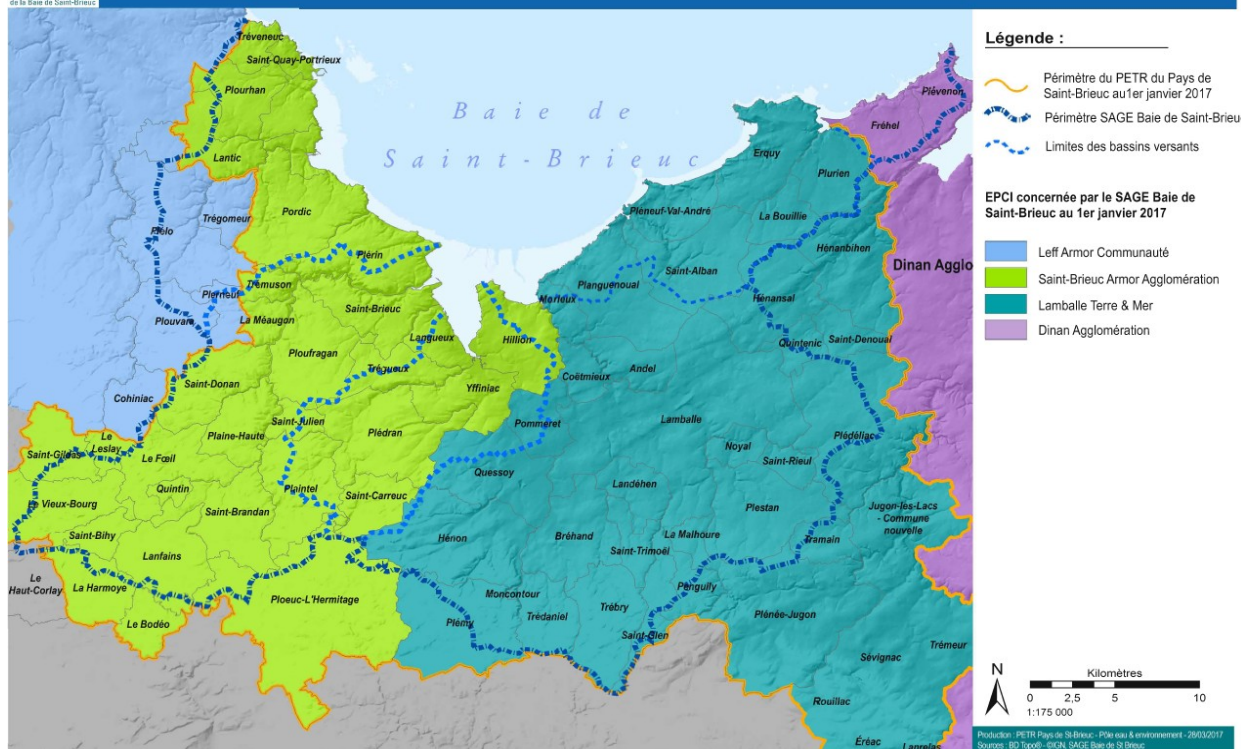 de la Baie de Saint-Brieuc
Tréveneuc
Saint-Quay-Portrieux
Plourhan
Lantic
Trégomeur
Pordic
Plélo
Plérin
Trémuson
Plerneuf
Plouvara
La Méaugon
Saint-Brieuc
Ploufragan
Langueux
Hillion
Trégueux
Yffiniac
Saint-Donan
Cohiniac
Saint-Julien
Plédran
Plaine-Haute
Le
Leslay
Saint-Gildas
Le Fœil
Quintin
Plaintel
Saint-Carreuc
Le Vieux-Bourg
Saint-Brandan
Saint-Bihy
Lanfains
Le
Haut-Corlay
La Harmoye
Ploeuc-L'Hermitage
Le Bodéo
Baie de
Saint-Brieuc
Plévenon
Fréhel
Erquy
Plurien
Pléneuf-Val-André
La Bouillie
Hénanbihen
Saint-Alban
Dinan Agglo
Planguenoual
Morieux
Hénansal
Quintenic
Saint-Denoual
Coëtmieux
Andel
Pommeret
Lamballe
Noyal
Plédéliac
Saint-Rieul
Quessoy
Landéhen
Plestan
Jugon-les-Lacs
- Commune
nouvelle
Hénon
Bréhand
La Malhoure
Tramain
Saint-Trimoël
Penguily
Moncontour
Trébry
Plénée-Jugon
Trédaniel
Plémy
Saint-Glen
Trémeur
Sévignac
Rouillac
Éréac
Lanrelas
Légende :
Périmètre du PETR du Pays de
Saint-Brieuc au1er janvier 2017
Périmètre SAGE Baie de Saint-Brieu
Limites des bassins versants
EPCI concernée par le SAGE Baie de
Saint-Brieuc au 1er janvier 2017
Leff Armor Communauté
Saint-Brieuc Armor Agglomération
Lamballe Terre & Mer
Dinan Agglomération
N
Kilomètres
0 2,5 5 10
1:175 000
Production : PETR Pays de St-Brieuc - Pôle eau & environnement - 28/03/2017
Sources : BD Topo® - ©IGN, SAGE Baie de St Brieuc